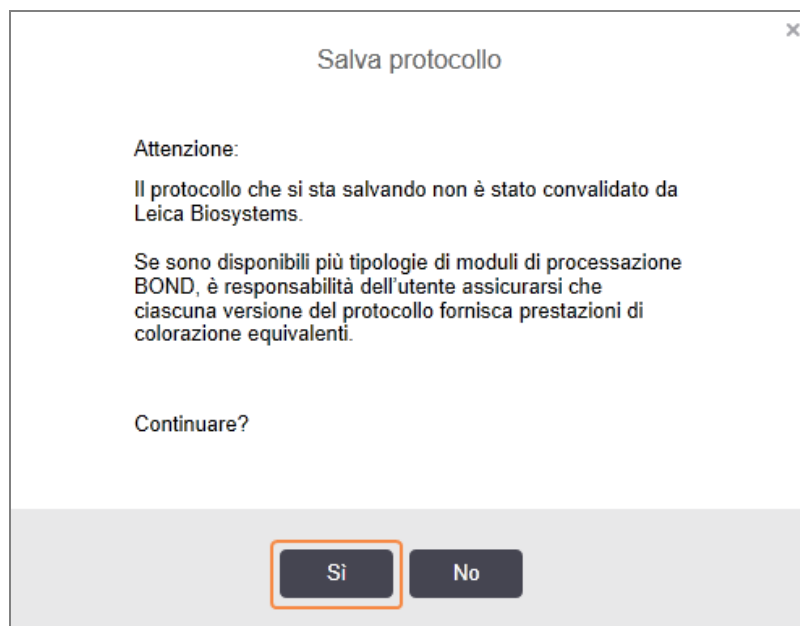 Salva protocollo
Attenzione:
Il protocollo che si sta salvando non è stato convalidato da
Leica Biosystems.
Se sono disponibili più tipologie di moduli di processazione
BOND, è responsabilità dell'utente assicurarsi che
ciascuna versione del protocollo fornisca prestazioni di
colorazione equivalenti.
Continuare?
Sì No